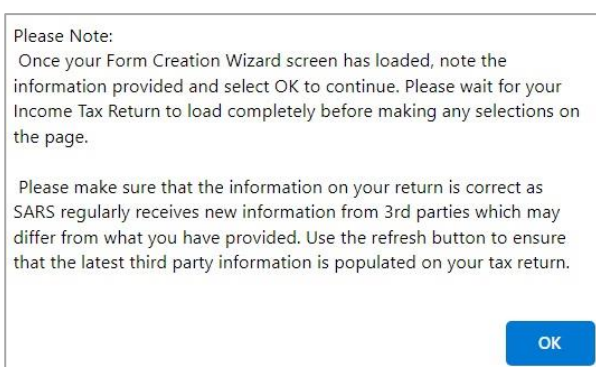 Please Note:
Once your Form Creation Wizard screen has loaded, note the
information provided and select OK to continue. Please wait for your
Income Tax Return to load completely before making any selections on
the page.
Please make sure that the information on your return is correct as
SARS regularly receives new information from 3rd parties which may
differ from what you have provided. Use the refresh button to ensure
that the latest third party information is populated on your tax return.
OK